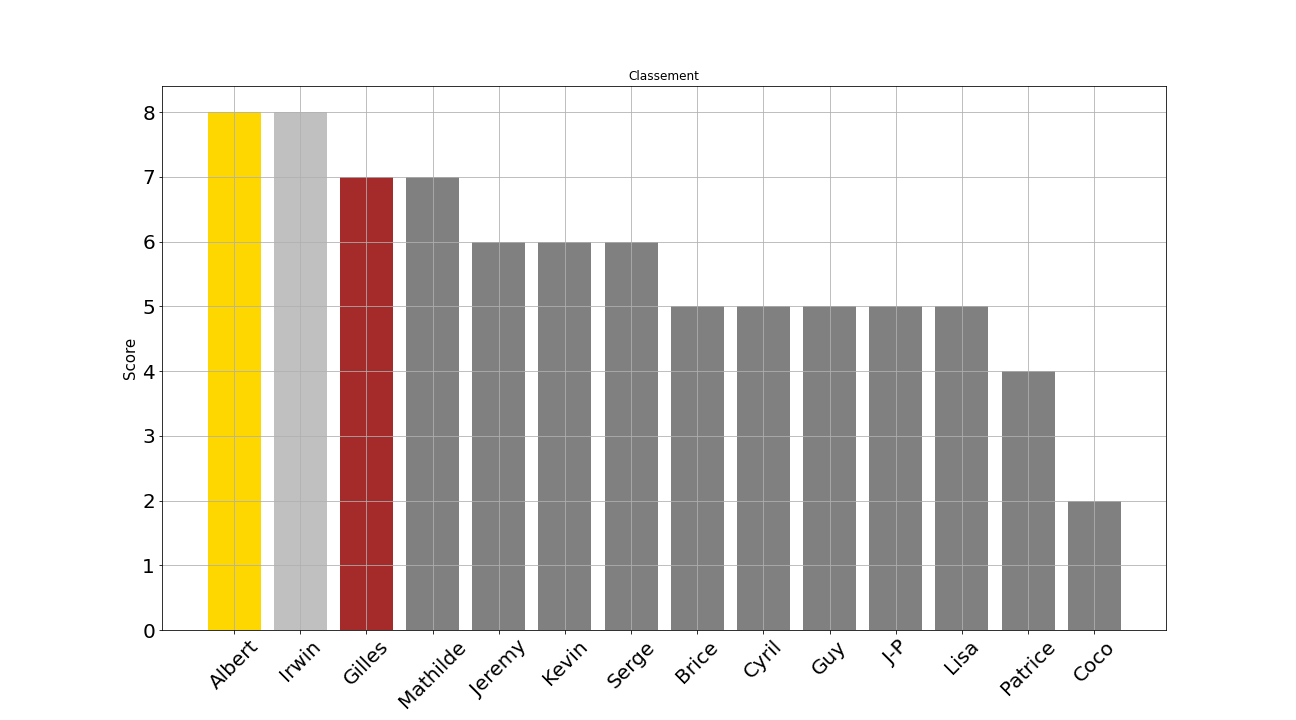 Classement
Score
8
7
6
5
4
3
2
1
0
Albert
Irwin
Gilles
Mathilde
Jeremy
Kevin
Serge
Brice
Cyril
Guy
J-P
Lisa
Patrice
Coco